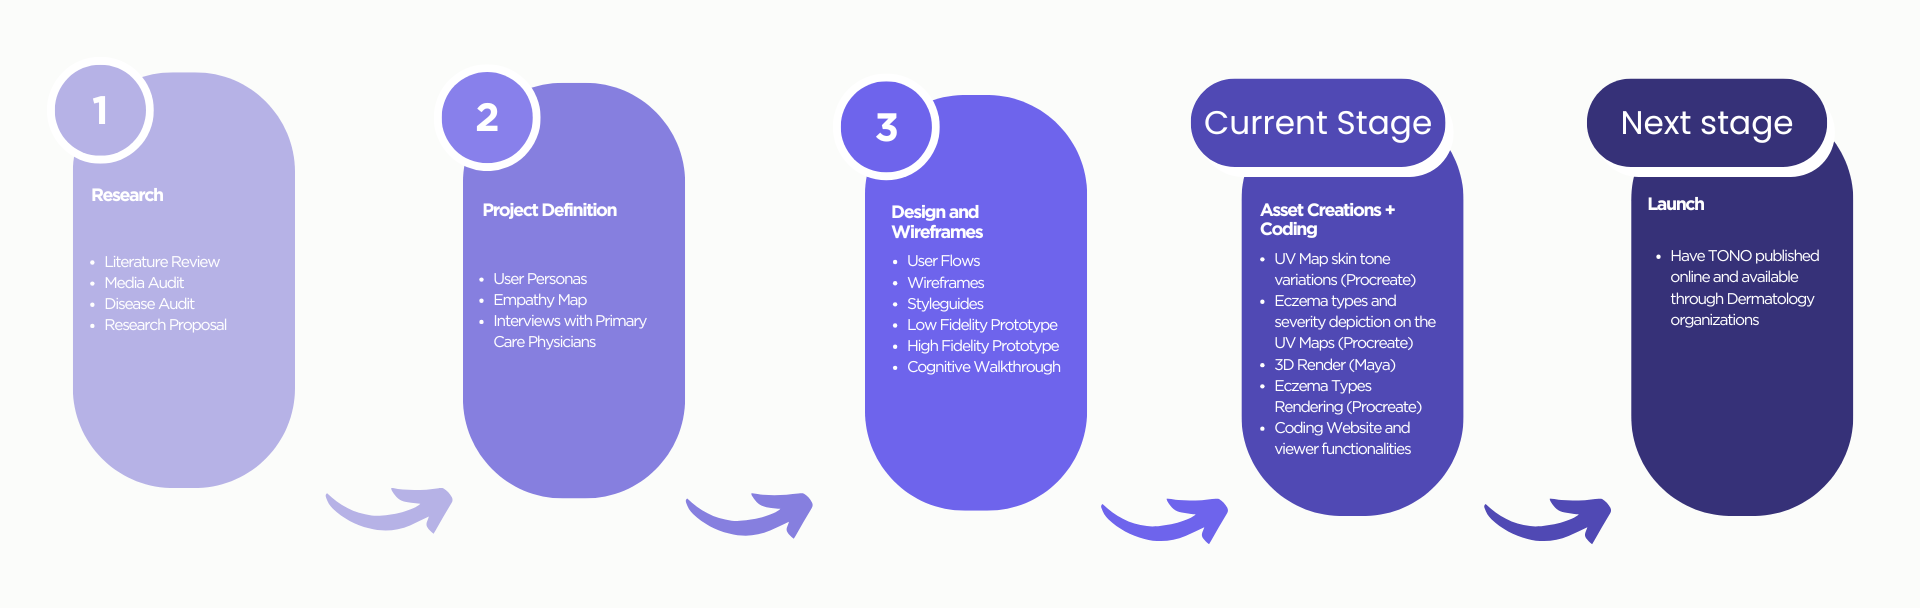 1
Research
• Literature Review
• Media Audit
• Disease Audit
• Research Proposal
2
Project Definition
• User Personas
• Empathy Map
• Interviews with Primary
Care Physicians
3
Design and
Wireframes
• User Flows
• Wireframes
• Styleguides
• Low Fidelity Prototype
• High Fidelity Prototype
• Cognitive Walkthrough
Current Stage
Asset Creations +
Coding
• UV Map skin tone
variations (Procreate)
• Eczema types and
severity depiction on the
UV Maps (Procreate)
• 3D Render (Maya)
• Eczema Types
Rendering (Procreate)
• Coding Website and
viewer functionalities
Next stage
Launch
• Have TONO published
online and available
through Dermatology
organizations